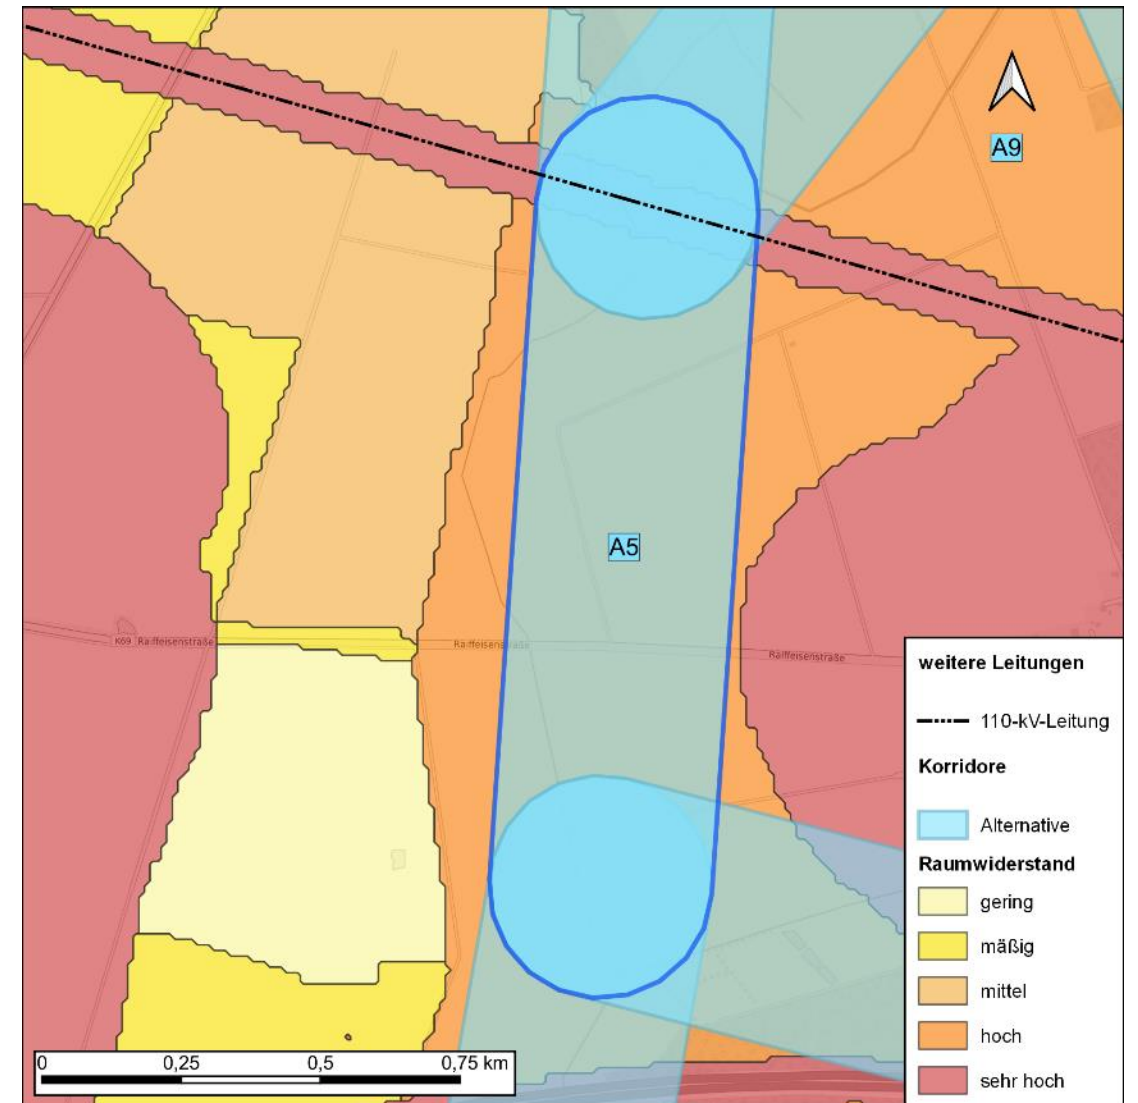 A9
A5
K69 Raiffeisenstraße
Raiffeisenstraße
Raiffeisenstraße
weitere Leitungen
110-kV-Leitung
Korridore
Alternative
Raumwiderstand
gering
mäßig
mittel
hoch
sehr hoch
0 0,25 0,5 0,75 km